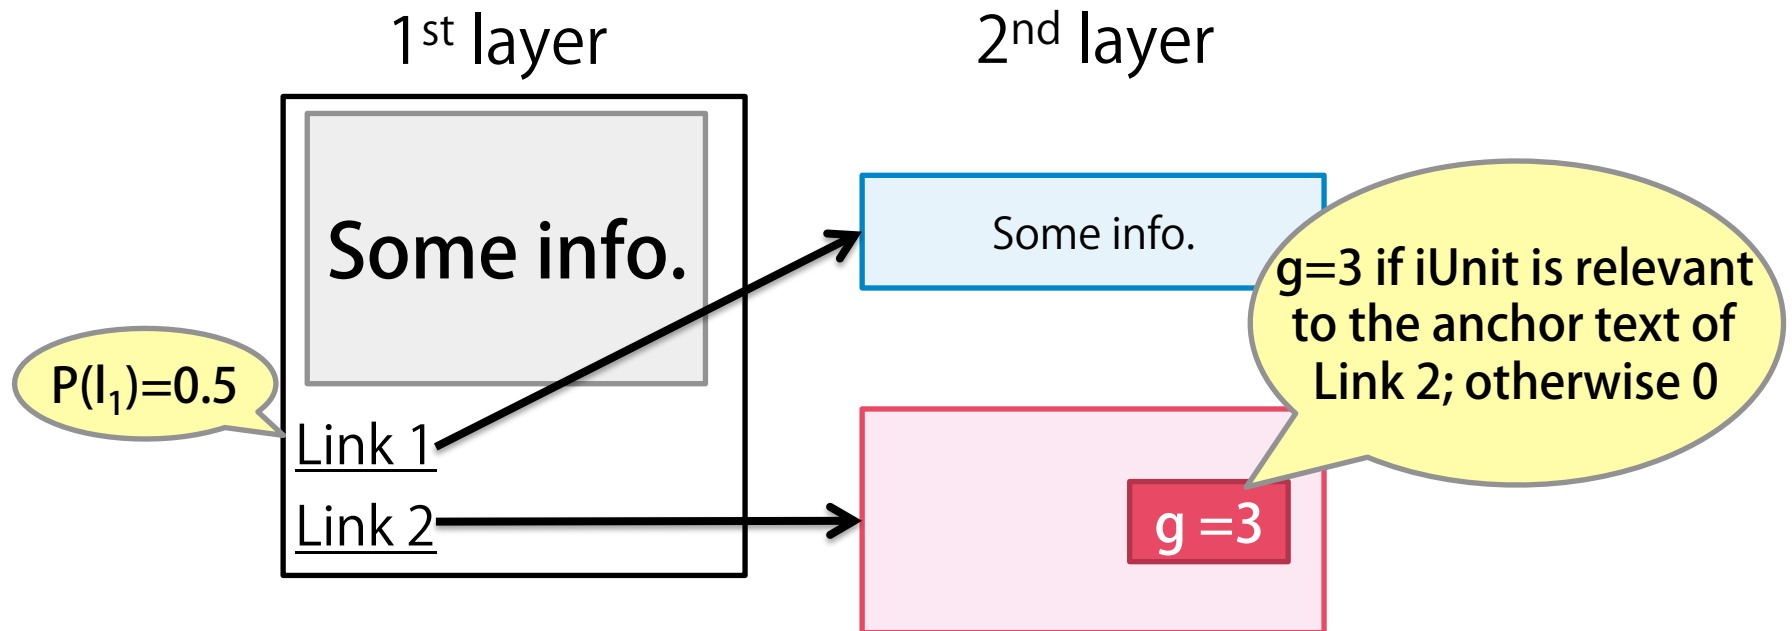 1st layer
2nd layer
Some info.
Some info.
g=3 if iUnit is relevant
to the anchor text of
Link 2; otherwise 0
P(l1)=0.5
Link 1
Link 2
g =3